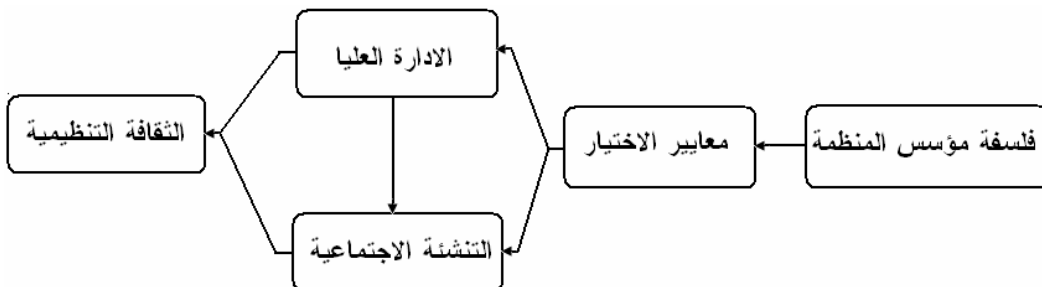 الادارة العليا
فلسفة مؤسس المنظمة
معايير الاختيار
الثقافة التنظيمية
التنشئة الاجتماعية